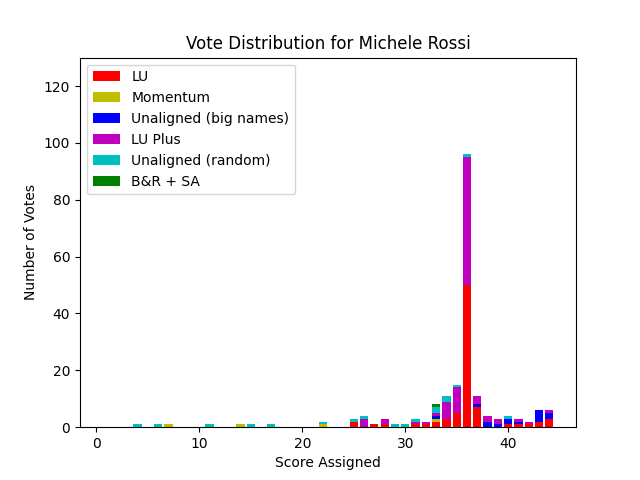 Vote Distribution for Michele Rossi
Number of Votes
120
100
80
60
40
20
0
LU
Momentum
Unaligned (big names)
LU Plus
Unaligned (random)
B&R + SA
0 10 20 30 40
Score Assigned